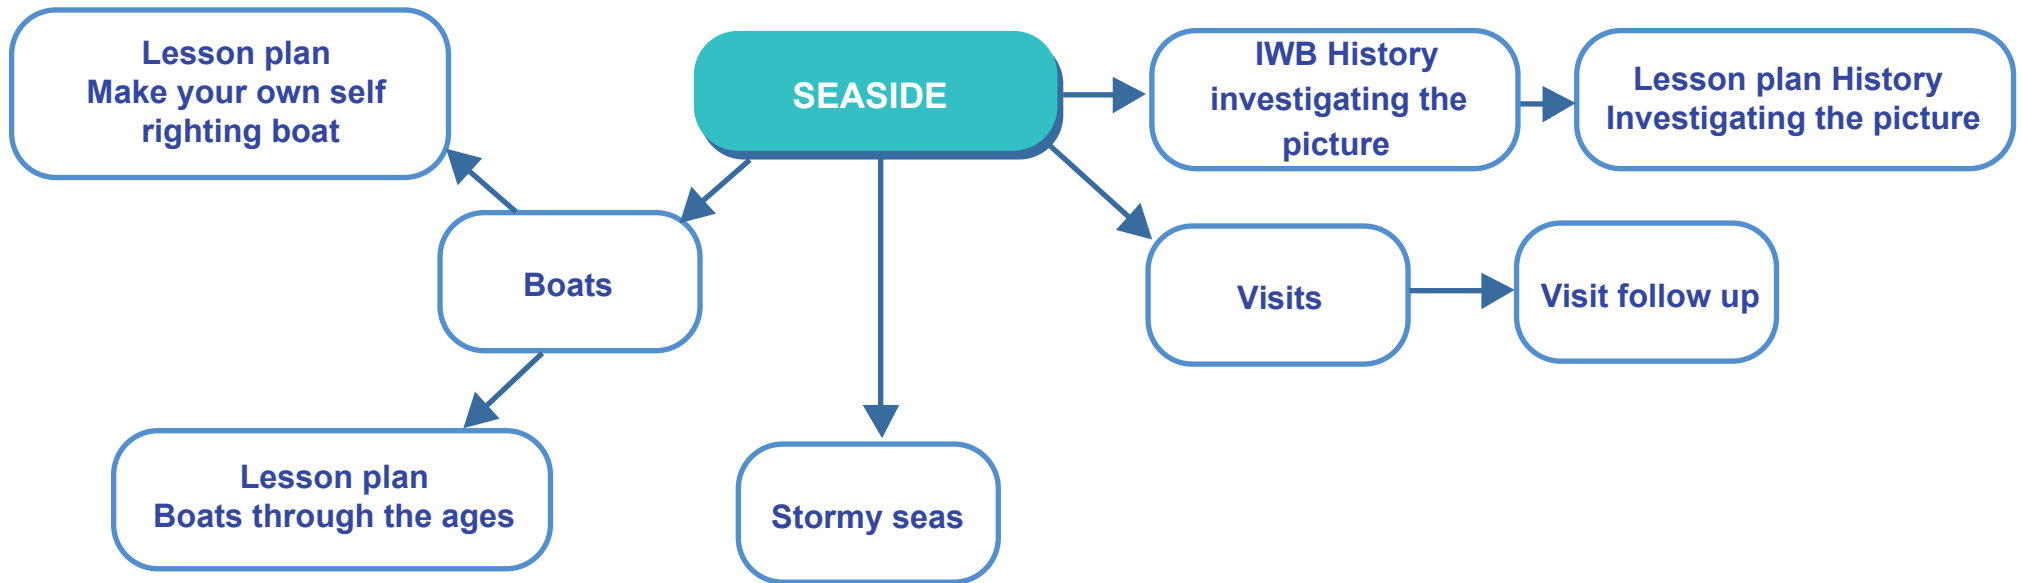 Lesson plan
Make your own self
righting boat
SEASIDE
IWB History
investigating the
picture
Lesson plan History
Investigating the picture
Boats
Visits
Visit follow up
Lesson plan
Boats through the ages
Stormy seas